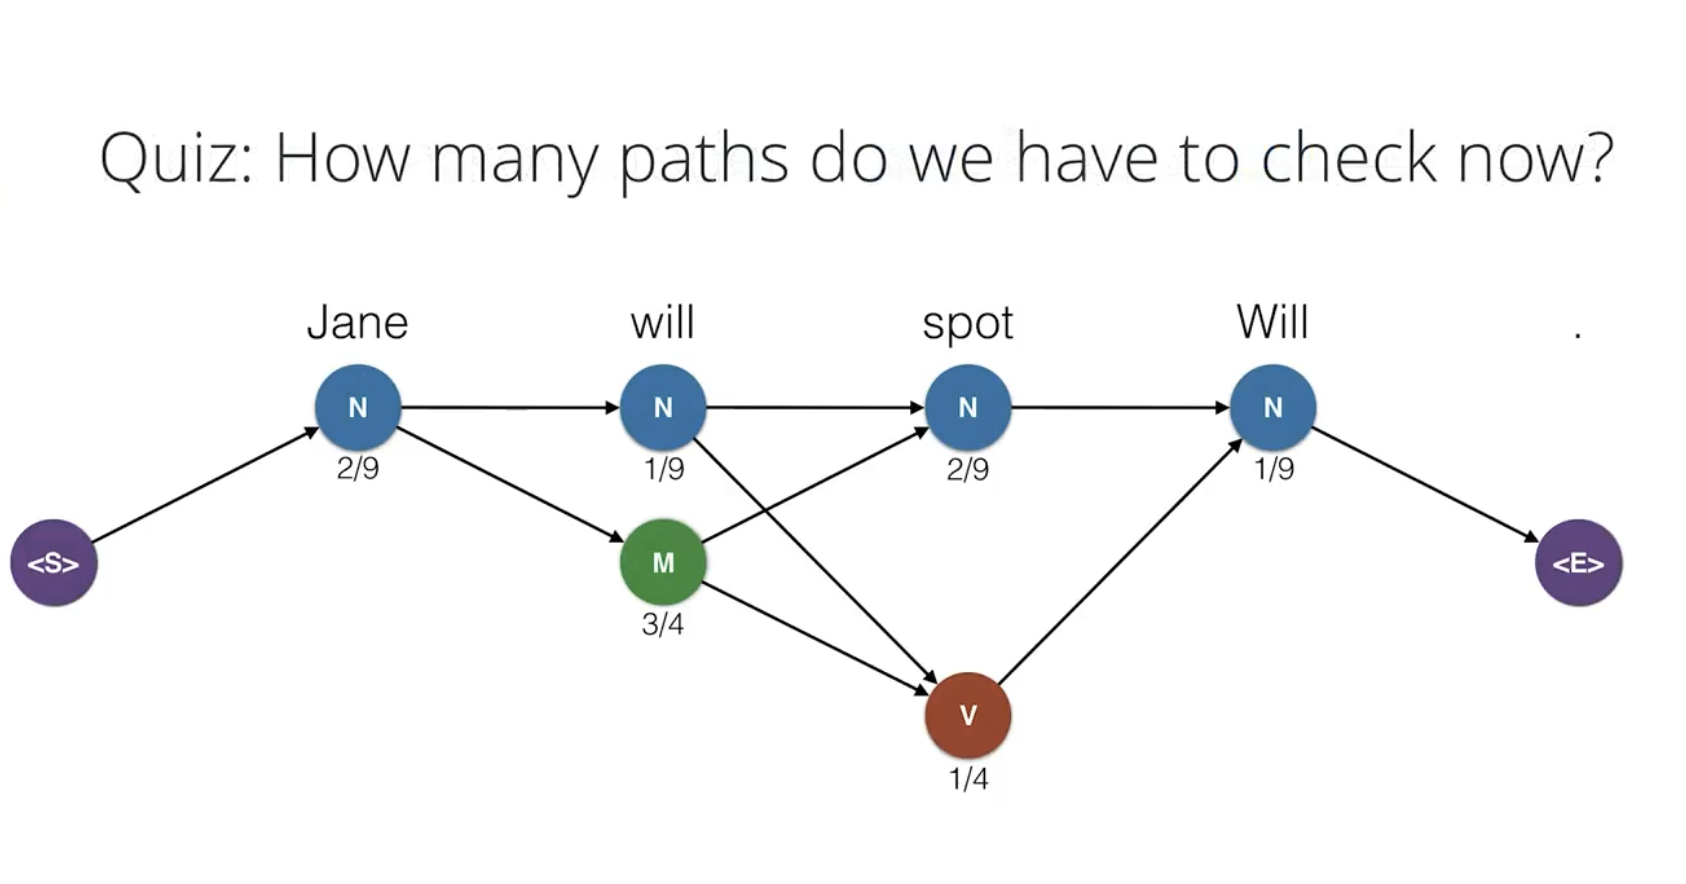 Quiz: How many paths do we have to check now?
Jane will spot Will .
N N N N
2/9 1/9 2/9 1/9
<S> M <E>
3/4
V
1/4